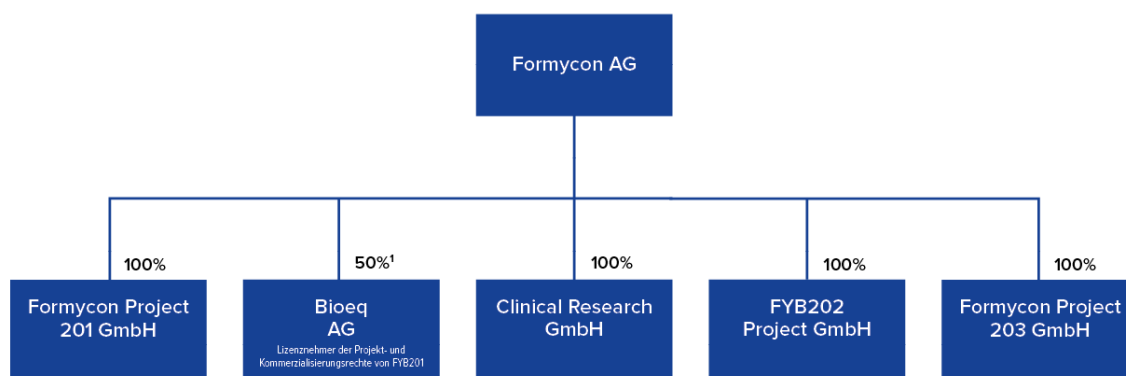 Formycon AG
100%
50%¹
100%
100%
100%
Formycon Project
201 GmbH
Bioeq
AG
Lizenznehmer der Projekt- und
Kommerzialisierungsrechte von FYB201
Clinical Research
GmbH
FYB202
Project GmbH
Formycon Project
203 GmbH